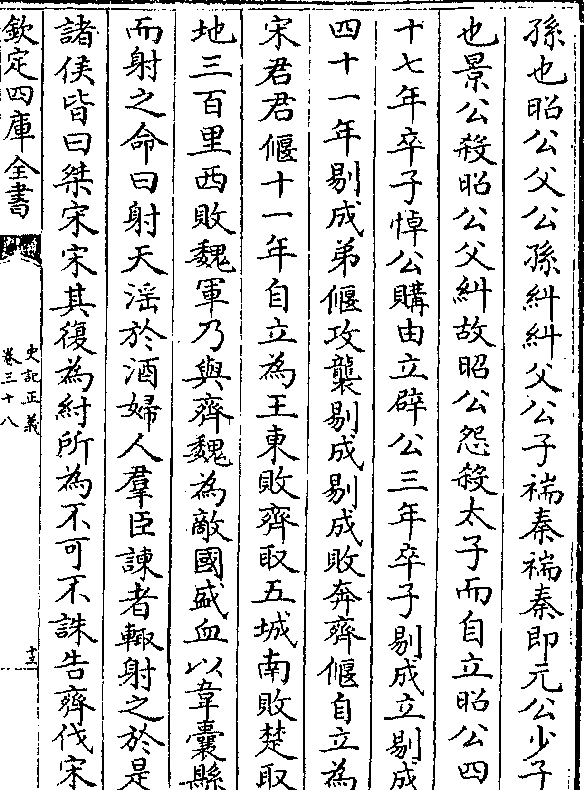 孫也昭公父公孫糾糾父公子褍秦褍秦即元公少子
也景公殺昭公父糾故昭公怨殺太子而自立昭公四
十七年卒子悼公購由立辟公三年卒子剔成立剔成
四十一年剔成弟偃攻襲剔成剔成敗奔齊偃自立為
宋君君偃十一年自立為王東敗齊取五城南敗楚取
地三百里西敗魏軍乃與齊魏為敵國盛血以韋囊縣
而射之命曰射天淫於酒婦人羣臣諫者輙射之於是
諸侯皆曰桀宋宋其復為紂所為不可不誅告齊伐宋
欽定四庫全書
史記正義
卷三十八
十三